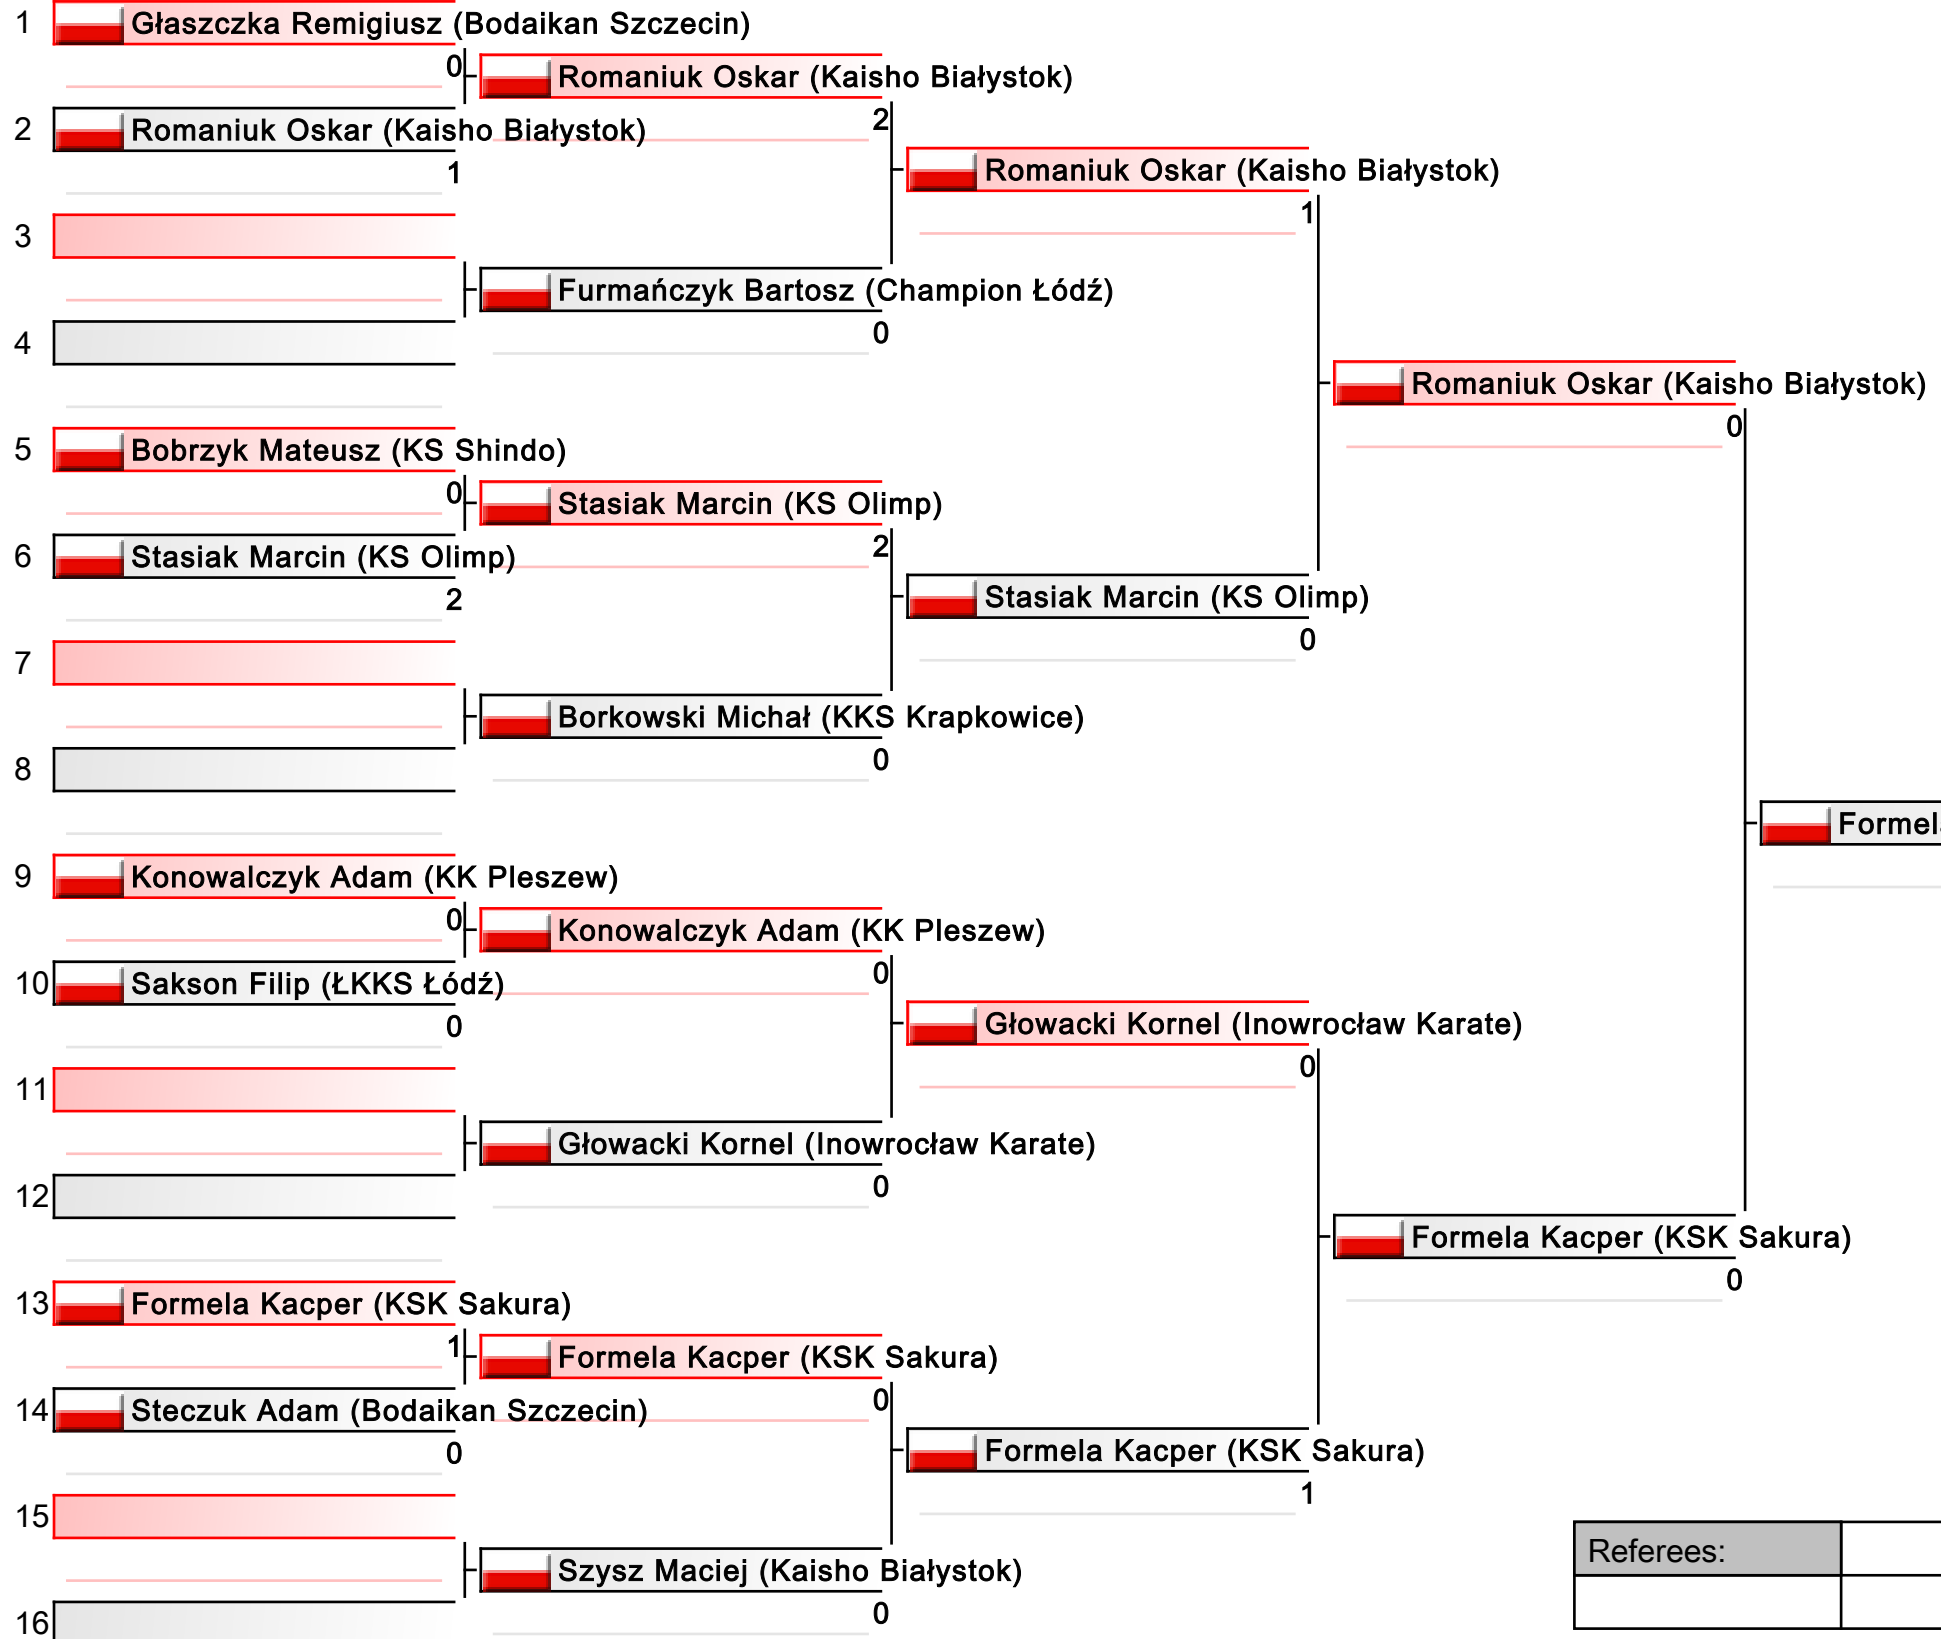 1 Głaszczka Remigiusz (Bodaikan Szczecin)
0
Romaniuk Oskar (Kaisho Białystok)
2
2 Romaniuk Oskar (Kaisho Białystok)
1
Romaniuk Oskar (Kaisho Białystok)
1
3
Furmańczyk Bartosz (Champion Łódź)
0
4
Romaniuk Oskar (Kaisho Białystok)
0
5 Bobrzyk Mateusz (KS Shindo)
0
Stasiak Marcin (KS Olimp)
2
6 Stasiak Marcin (KS Olimp)
2
Stasiak Marcin (KS Olimp)
0
7
Borkowski Michał (KKS Krapkowice)
0
8
Formela
9 Konowalczyk Adam (KK Pleszew)
0
Konowalczyk Adam (KK Pleszew)
0
10 Sakson Filip (ŁKKS Łódź)
0
Głowacki Kornel (Inowrocław Karate)
0
11
Głowacki Kornel (Inowrocław Karate)
0
12
Formela Kacper (KSK Sakura)
0
13 Formela Kacper (KSK Sakura)
1
Formela Kacper (KSK Sakura)
0
14 Steczuk Adam (Bodaikan Szczecin)
0
Formela Kacper (KSK Sakura)
1
15
Szysz Maciej (Kaisho Białystok)
0
16
Referees: